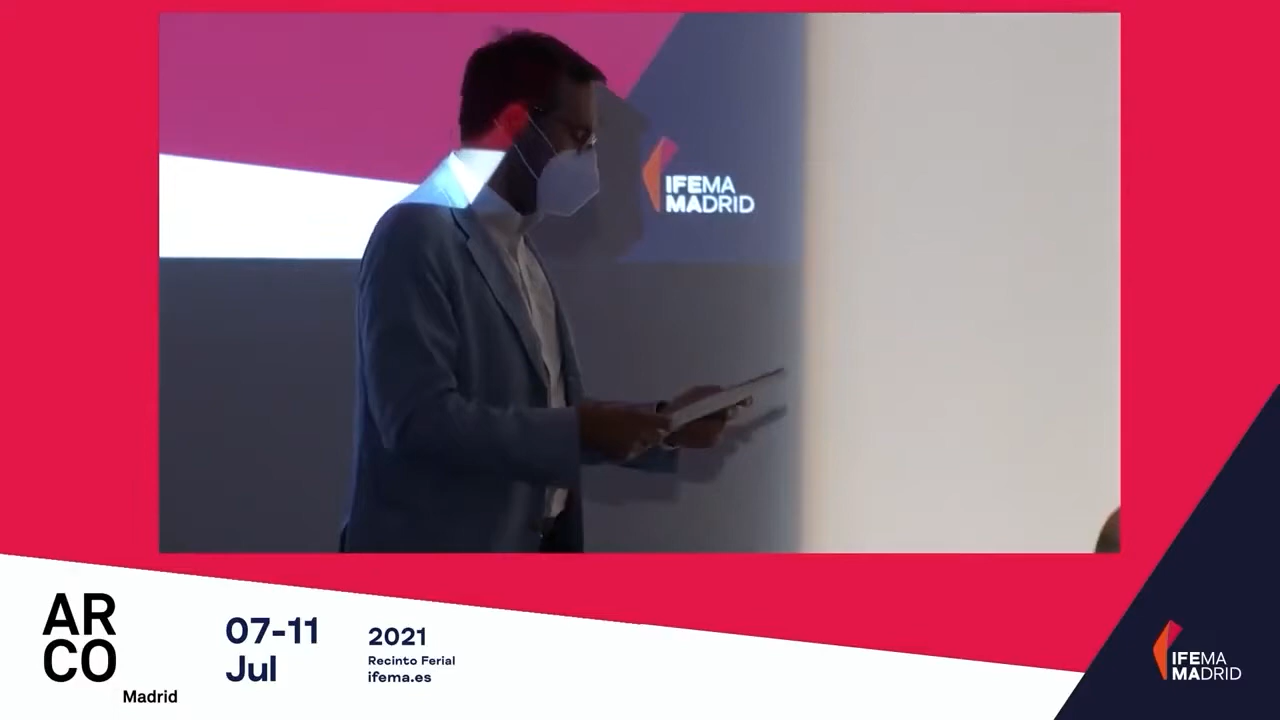 IFEMA
MADRID
AR
CO
Madrid
07-11
Jul
2021
Recinto Ferial
ifema.es
IFEMA
MADRID